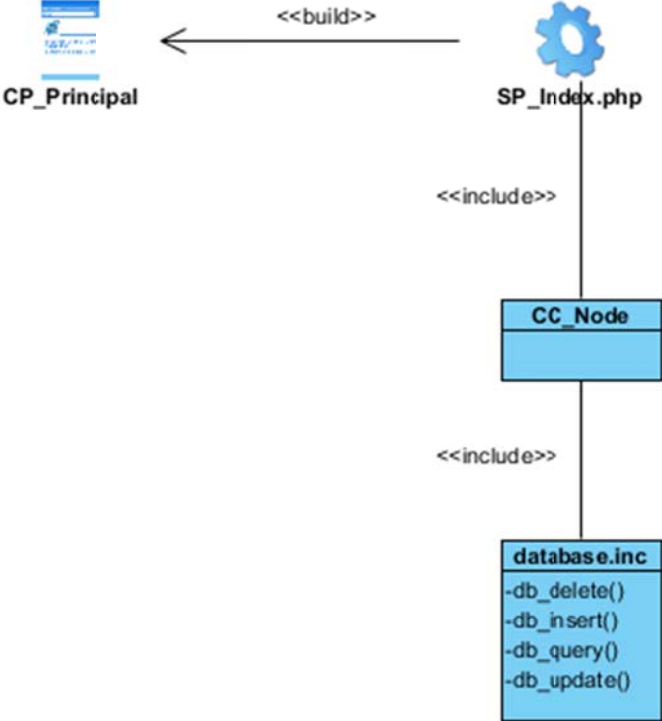 <<build>>
CP_Principal
SP_Index.php
<<include>>
CC_Node
<<include>>
database.inc
-db_delete()
-db_insert()
-db_query()
-db_update()